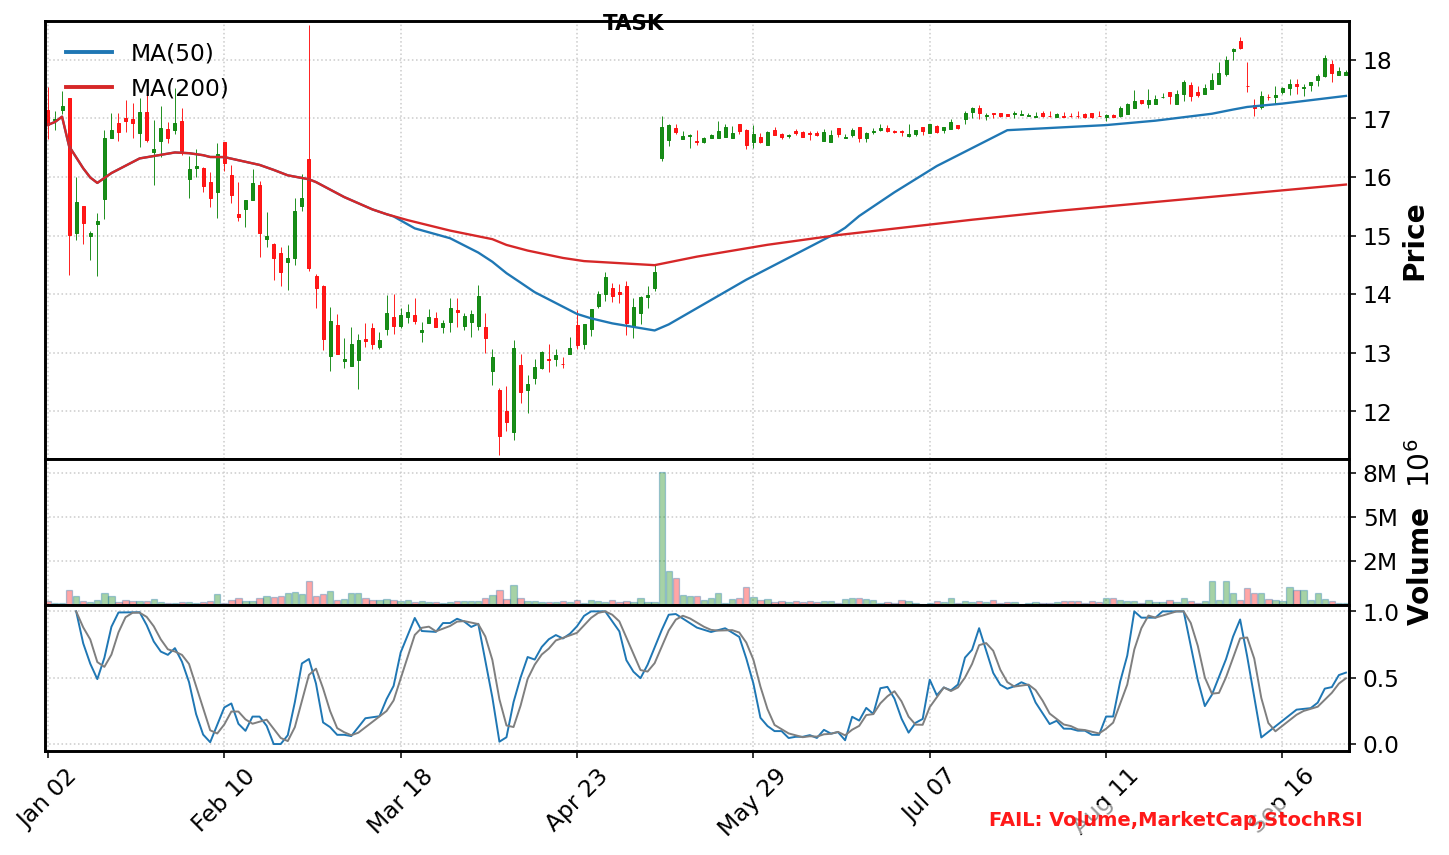 TASK
MA(50)
MA(200)
18
17
16
15
14
13
12
Price
8M
5M
2M
Volume 10^6
1.0
0.5
0.0
Jan 02
Feb 10
Mar 18
Apr 23
May 29
Jul 07
Aug 11
Sep 16
FAIL: Volume,MarketCap,StochRSI